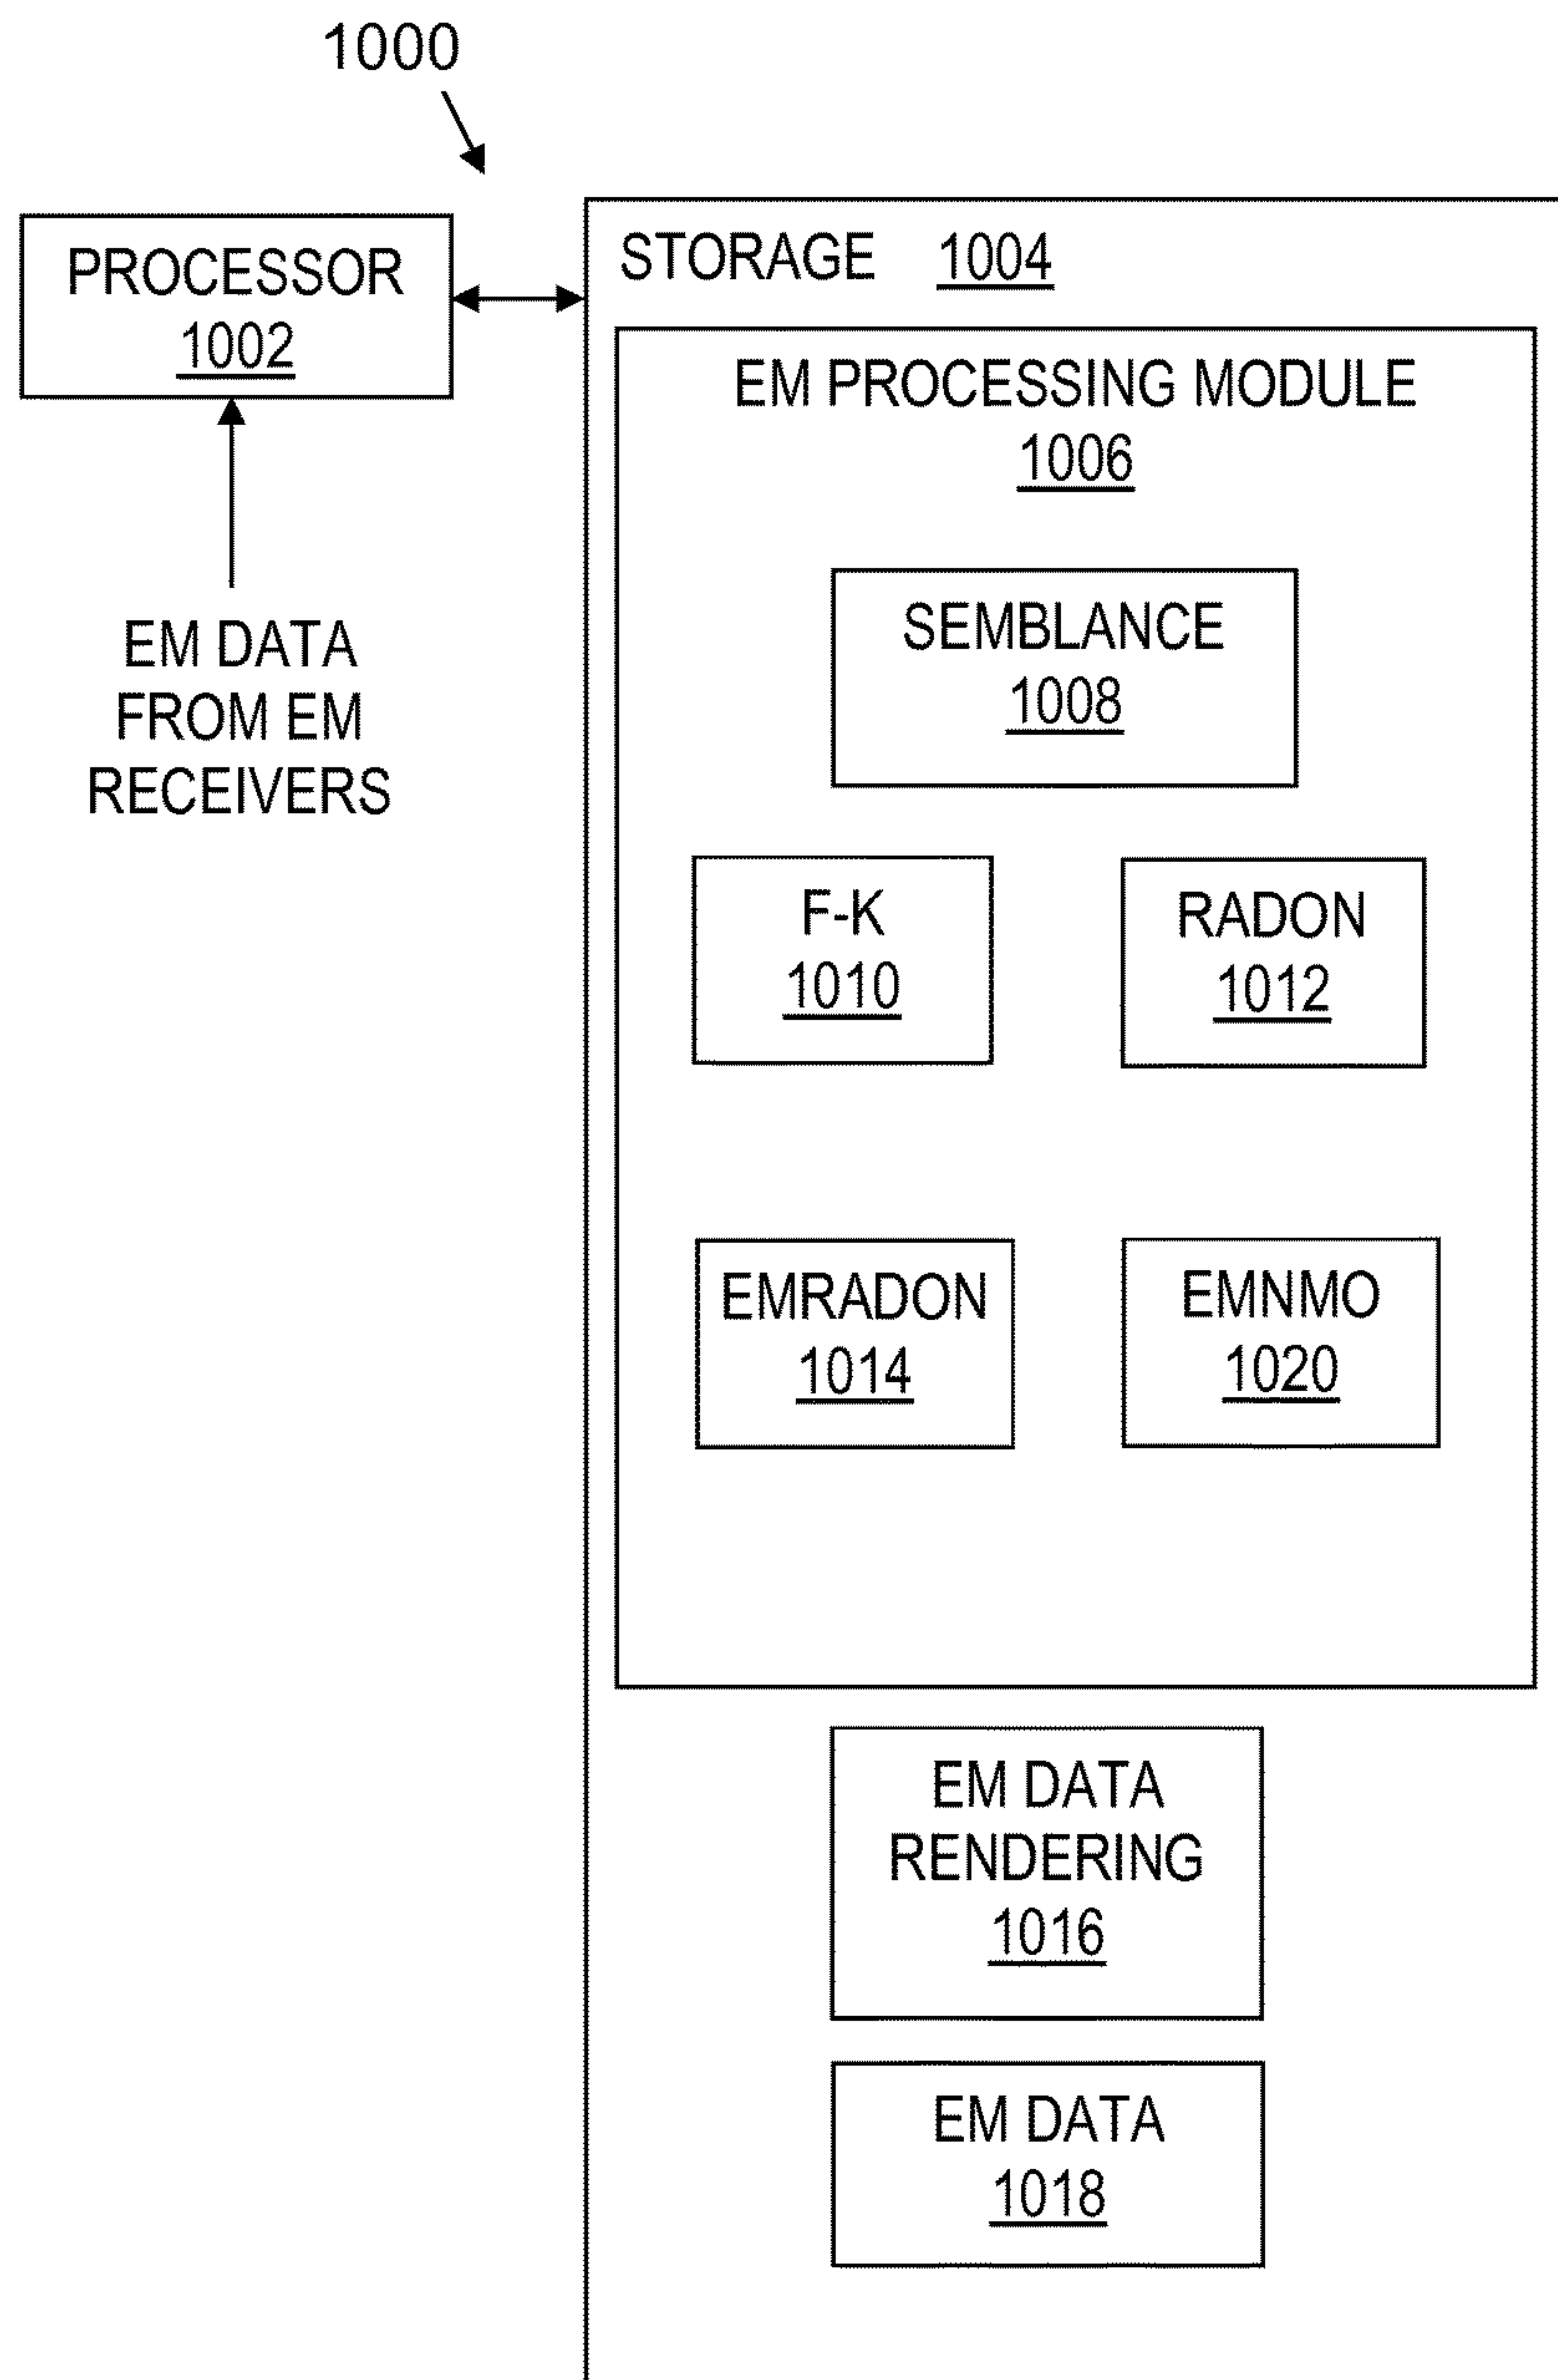 1000
PROCESSOR
1002
EM DATA
FROM EM
RECEIVERS
STORAGE 1004
EM PROCESSING MODULE
1006
SEMBLANCE
1008
F-K
1010
RADON
1012
EMRADON
1014
EMNMO
1020
EM DATA
RENDERING
1016
EM DATA
1018